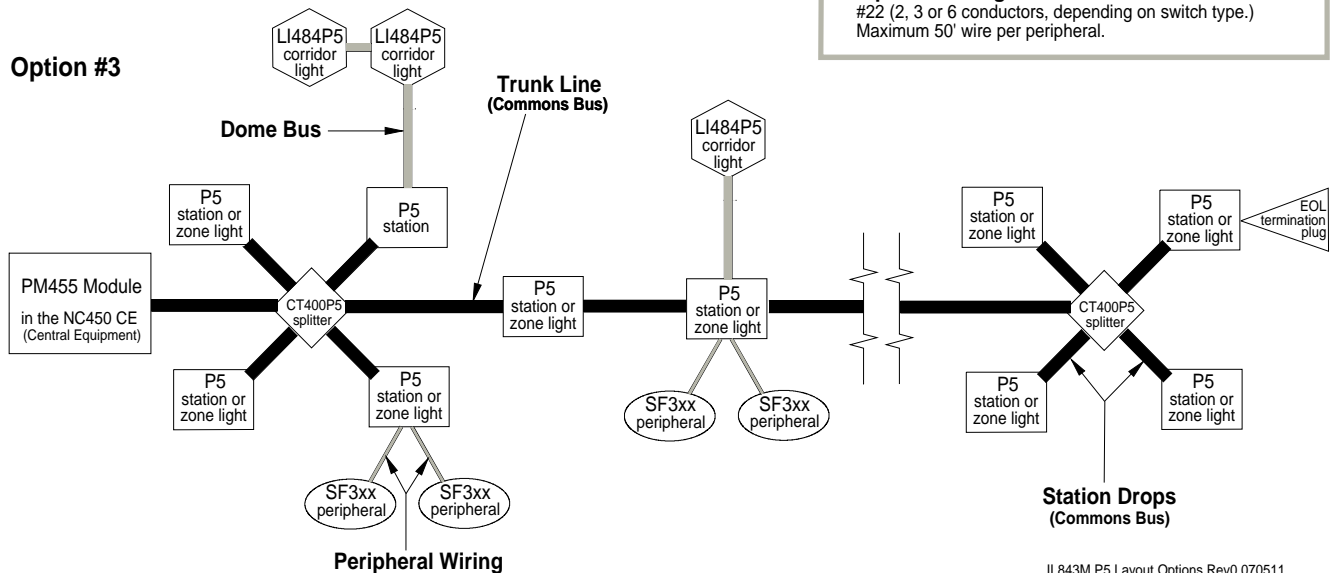 #22 (2, 3 or 6 conductors, depending on switch type.)
Maximum 50' wire per peripheral.
Option #3
LI484P5
corridor
light
LI484P5
corridor
light
Trunk Line
(Commons Bus)
Dome Bus
LI484P5
corridor
light
P5
station or
zone light
P5
station
P5
station or
zone light
P5
station or
zone light
EOL
termination
plug
PM455 Module
in the NC450 CE
(Central Equipment)
CT400P5
splitter
P5
station or
zone light
P5
station or
zone light
CT400P5
splitter
P5
station or
zone light
P5
station or
zone light
P5
station or
zone light
P5
station or
zone light
SF3xx
peripheral
SF3xx
peripheral
SF3xx
peripheral
SF3xx
peripheral
Station Drops
(Commons Bus)
Peripheral Wiring
IL843M P5 Layout Options Rev0 070511